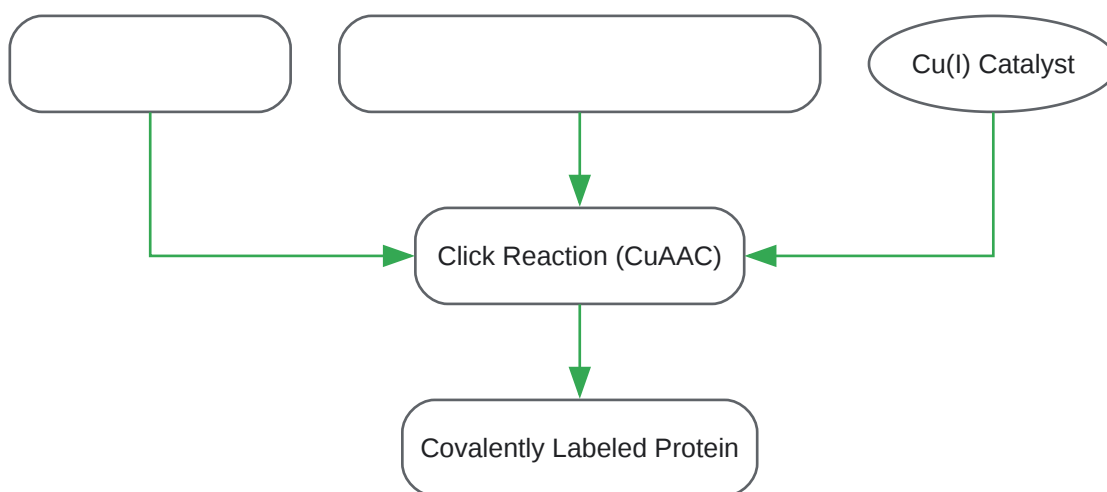 Cu(I) Catalyst
Click Reaction (CuAAC)
Covalently Labeled Protein